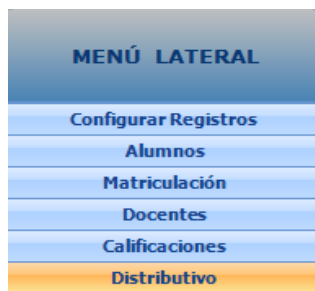 MENÚ LATERAL
Configurar Registros
Alumnos
Matriculación
Docentes
Calificaciones
Distributivo